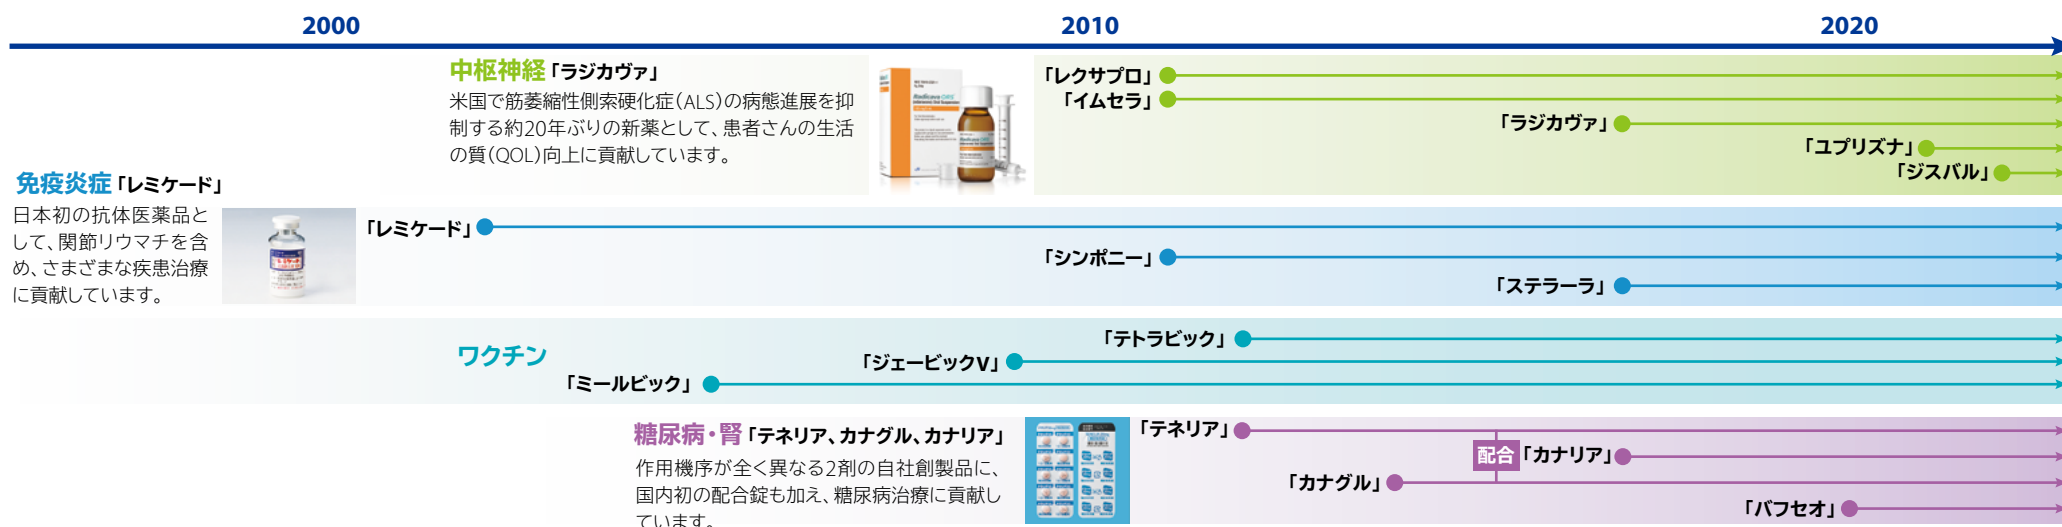 2000
2010
2020
中枢神経「ラジカヴァ」
米国で筋萎縮性側索硬化症(ALS)の病態進展を抑
制する約20年ぶりの新薬として、患者さんの生活
の質(QOL)向上に貢献しています。
「レクサプロ」
「イムセラ」
「ラジカヴァ」
「ユプリズナ」
「ジスバル」
免疫炎症「レミケード」
日本初の抗体医薬品と
して、関節リウマチを含
め、さまざまな疾患治療
に貢献しています。
「レミケード」
「シンポニー」
「ステラーラ」
ワクチン
「テトラビック」
「ジェービックV」
「ミールビック」
糖尿病・腎「テネリア、カナグル、カナリア」
作用機序が全く異なる2剤の自社創製品に、
国内初の配合錠も加え、糖尿病治療に貢献し
ています。
「テネリア」
配合「カナリア」
「カナグル」
「バフセオ」